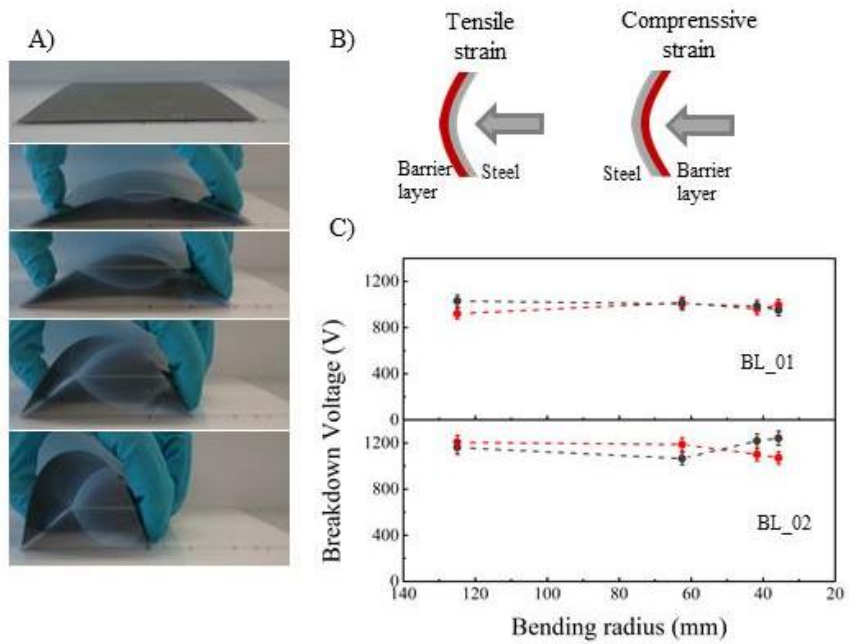 A)
B)
Tensile
strain
Comprenssive
strain
Barrier
layer
Steel
Steel
Barrier
layer
C)
Breakdown Voltage (V)
1200
800
400
0
BL_01
1200
800
400
0
BL_02
140
120
100
80
60
40
20
Bending radius (mm)